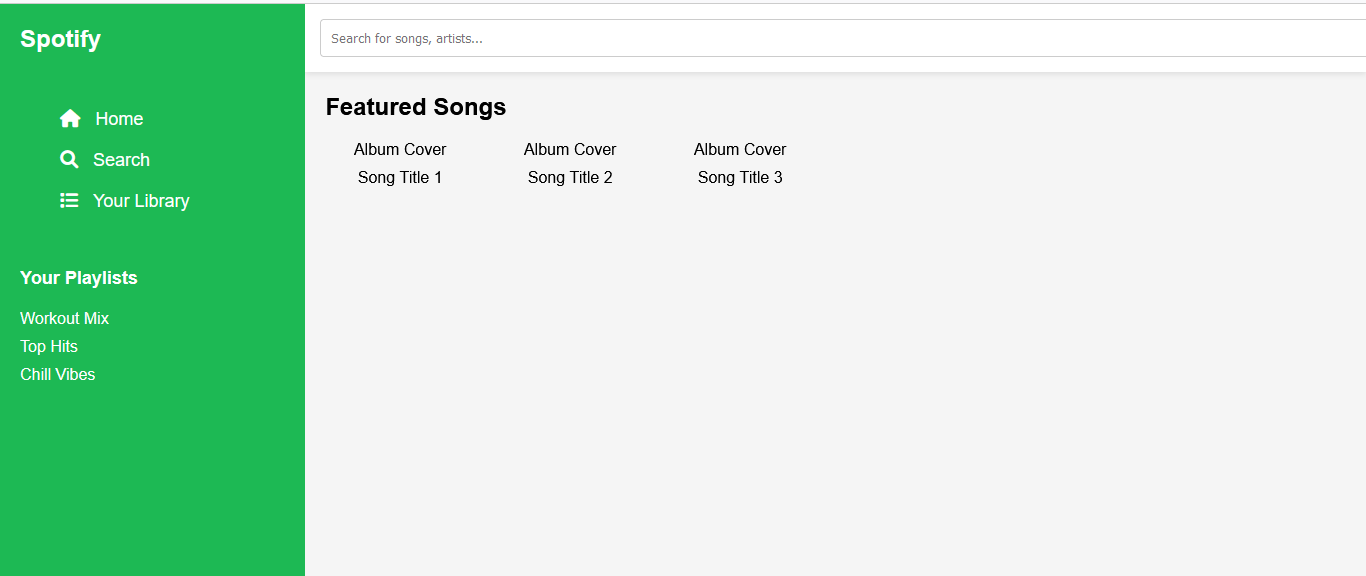 Spotify
Home
Search
Your Library
Your Playlists
Workout Mix
Top Hits
Chill Vibes
Search for songs, artists...
Featured Songs
Album Cover Album Cover Album Cover
Song Title 1 Song Title 2 Song Title 3